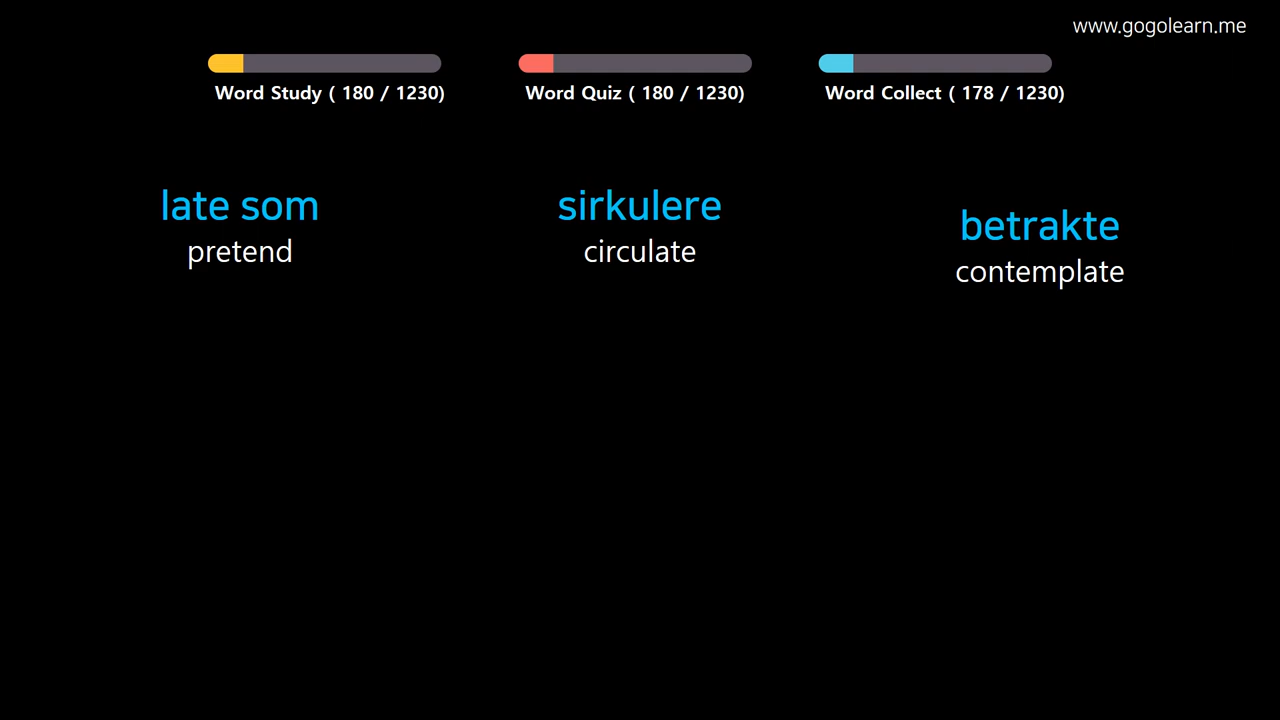 www.gogolearn.me
Word Study ( 180 / 1230)
Word Quiz ( 180 / 1230)
Word Collect ( 178 / 1230)
late som
pretend
sirkulere
circulate
betrakte
contemplate